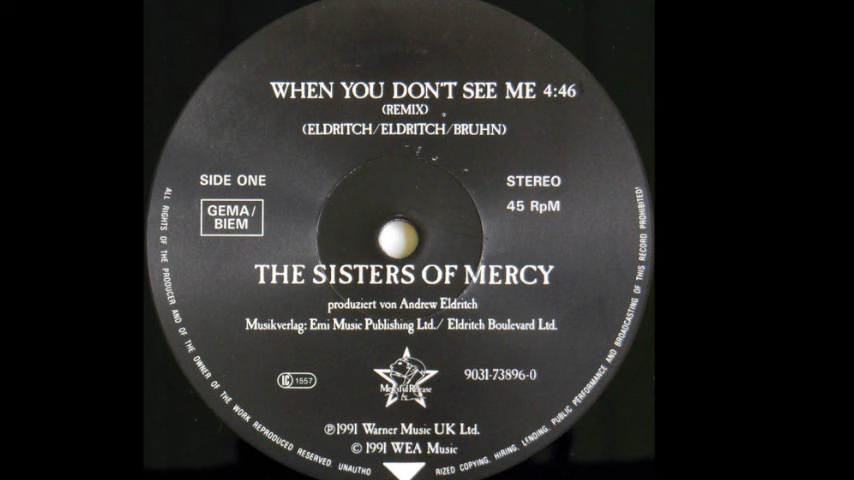 WHEN YOU DON'T SEE ME 4:46
(REMIX)
(ELDRITCH/ELDRITCH/BRUHN)
SIDE ONE
STEREO
GEMA/
BIEM
45 RpM
THE SISTERS OF MERCY
produziert von Andrew Eldritch
Musikverlag: Emi Music Publishing Ltd./ Eldritch Boulevard Ltd.
LC 1557
Merciful Release
9031-73896-0
℗1991 Warner Music UK Ltd.
© 1991 WEA Music
ALL RIGHTS OF THE PRODUCER AND OF THE OWNER OF THE WORK REPRODUCED RESERVED. UNAUTHO
RIZED COPYING, HIRING, LENDING, PUBLIC PERFORMANCE AND BROADCASTING OF THIS RECORD PROHIBITED!